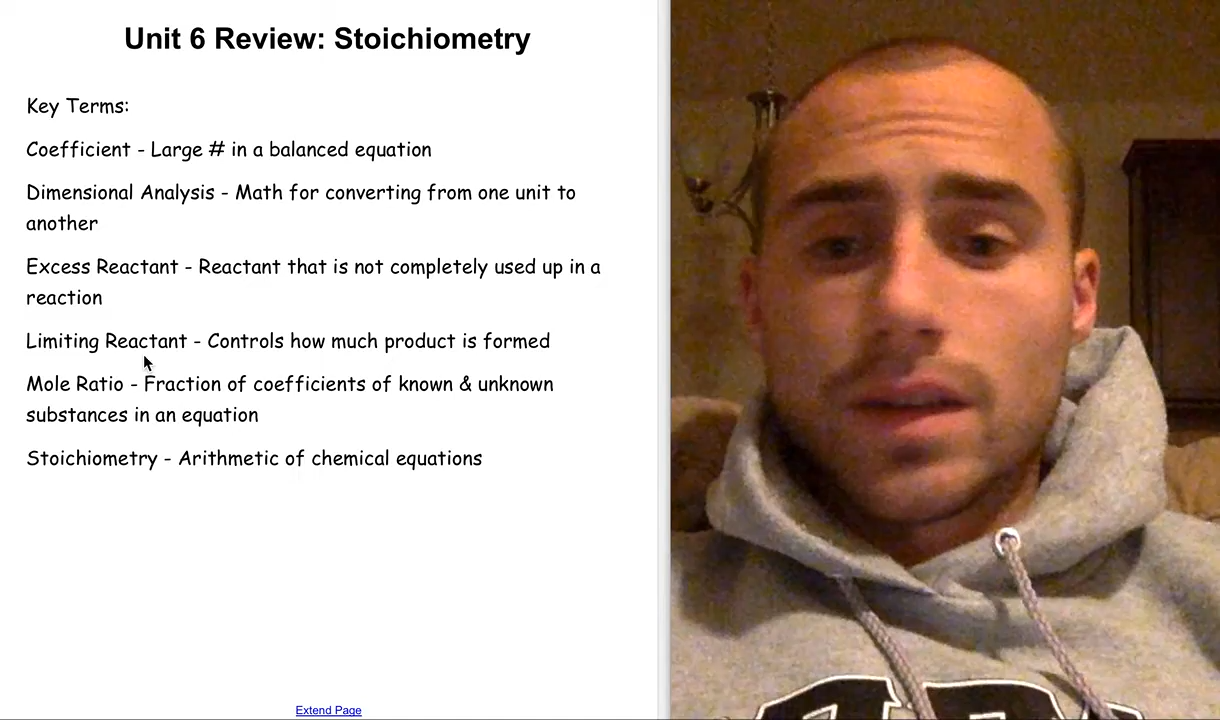 Unit 6 Review: Stoichiometry
Key Terms:
Coefficient - Large # in a balanced equation
Dimensional Analysis - Math for converting from one unit to
another
Excess Reactant - Reactant that is not completely used up in a
reaction
Limiting Reactant - Controls how much product is formed
Mole Ratio - Fraction of coefficients of known & unknown
substances in an equation
Stoichiometry - Arithmetic of chemical equations
Extend Page